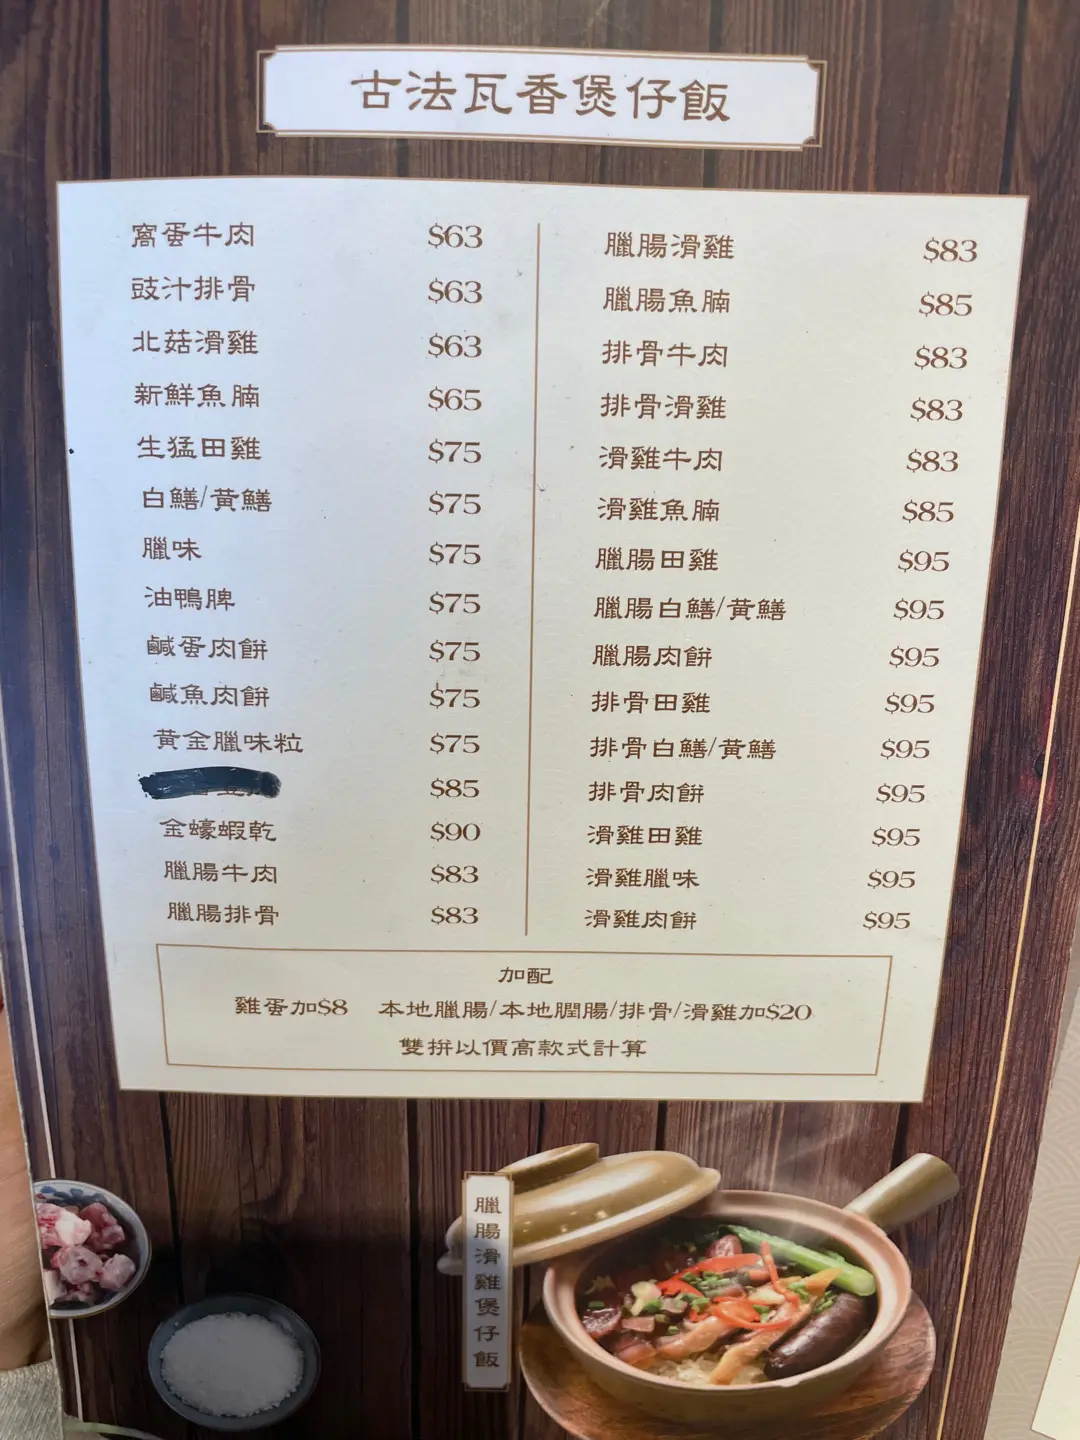 古法瓦香煲仔飯
窩蛋牛肉 $63
豉汁排骨 $63
北菇滑雞 $63
新鮮魚腩 $65
生猛田雞 $75
白鱔/黃鱔 $75
臘味 $75
油鴨脾 $75
鹹蛋肉餅 $75
鹹魚肉餅 $75
黃金臘味粒 $75
$85
金蠔蝦乾 $90
臘腸牛肉 $83
臘腸排骨 $83
臘腸滑雞 $83
臘腸魚腩 $85
排骨牛肉 $83
排骨滑雞 $83
滑雞牛肉 $83
滑雞魚腩 $85
臘腸田雞 $95
臘腸白鱔/黃鱔 $95
臘腸肉餅 $95
排骨田雞 $95
排骨白鱔/黃鱔 $95
排骨肉餅 $95
滑雞田雞 $95
滑雞臘味 $95
滑雞肉餅 $95
加配
雞蛋加$8 本地臘腸/本地膶腸/排骨/滑雞加$20
雙拼以價高款式計算
臘腸滑雞煲仔飯